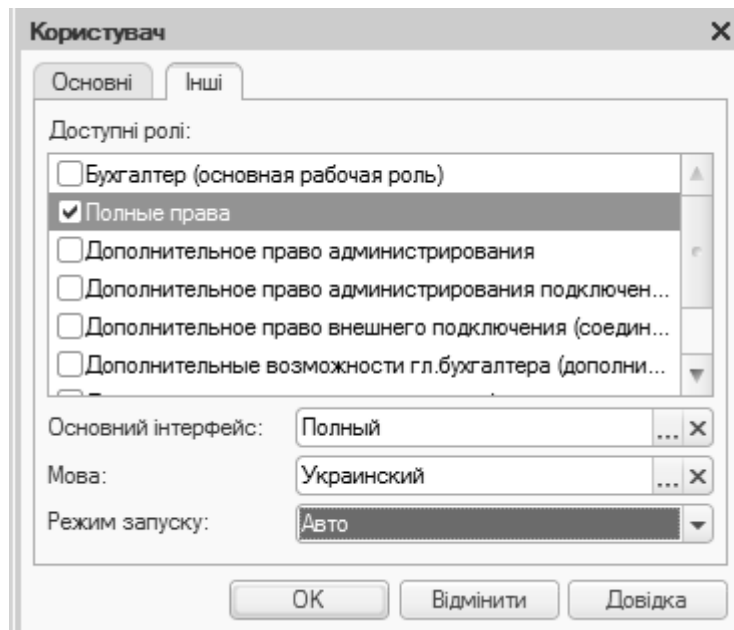 Користувач
Основні Інші
Доступні ролі:
Бухгалтер (основная рабочая роль)
Полные права
Дополнительное право администрирования
Дополнительное право администрирования подключен...
Дополнительное право внешнего подключения (соедин...
Дополнительные возможности гл.бухгалтера (дополни...
Основний інтерфейс: Полный ...
Мова: Украинский ...
Режим запуску: Авто
OK Відмінити Довідка